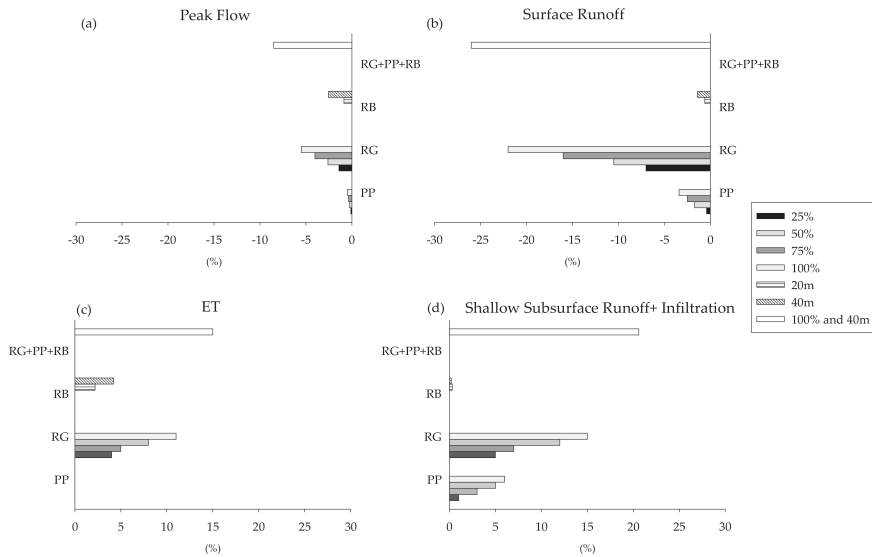 (a) Peak Flow
RG+PP+RB
RB
RG
PP
-30 -25 -20 -15 -10 -5 0
(%)
(b) Surface Runoff
RG+PP+RB
RB
RG
PP
-30 -25 -20 -15 -10 -5 0
(%)
25%
50%
75%
100%
20m
40m
100% and 40m
(c) ET
RG+PP+RB
RB
RG
PP
0 5 10 15 20 25 30
(%)
(d) Shallow Subsurface Runoff+ Infiltration
RG+PP+RB
RB
RG
PP
0 5 10 15 20 25 30
(%)